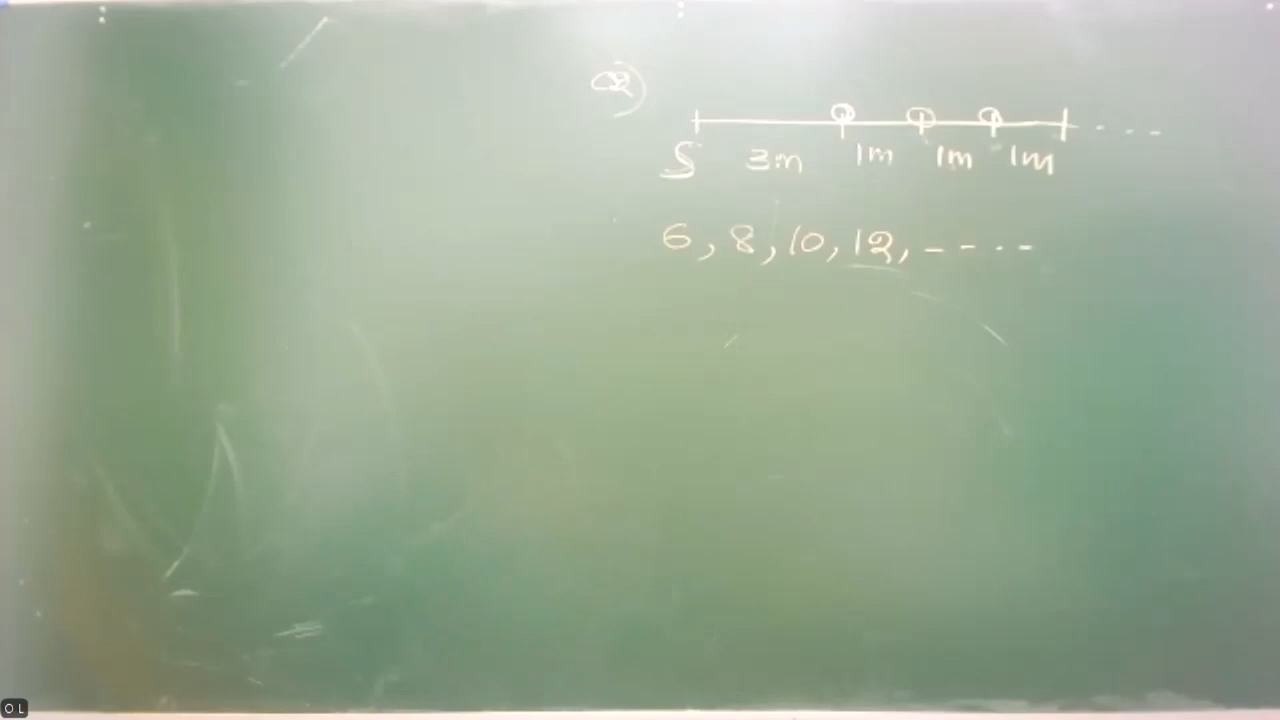 Q2)
S 3m 1m 1m 1m
6, 8, 10, 12, - - - -
O L